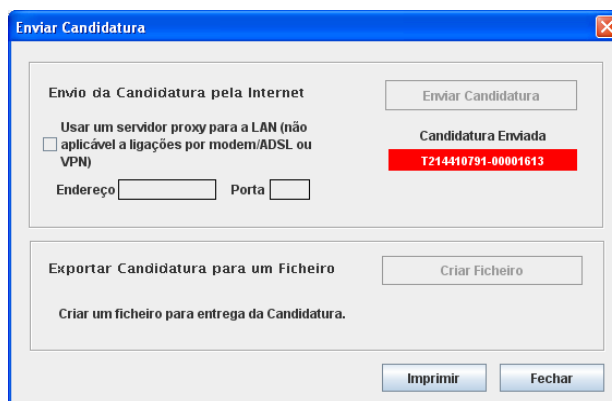 Enviar Candidatura
Envio da Candidatura pela Internet
Enviar Candidatura
Usar um servidor proxy para a LAN (não
aplicável a ligações por modem/ADSL ou
VPN)
Candidatura Enviada
T214410791-00001613
Endereço Porta
Exportar Candidatura para um Ficheiro
Criar Ficheiro
Criar um ficheiro para entrega da Candidatura.
Imprimir Fechar